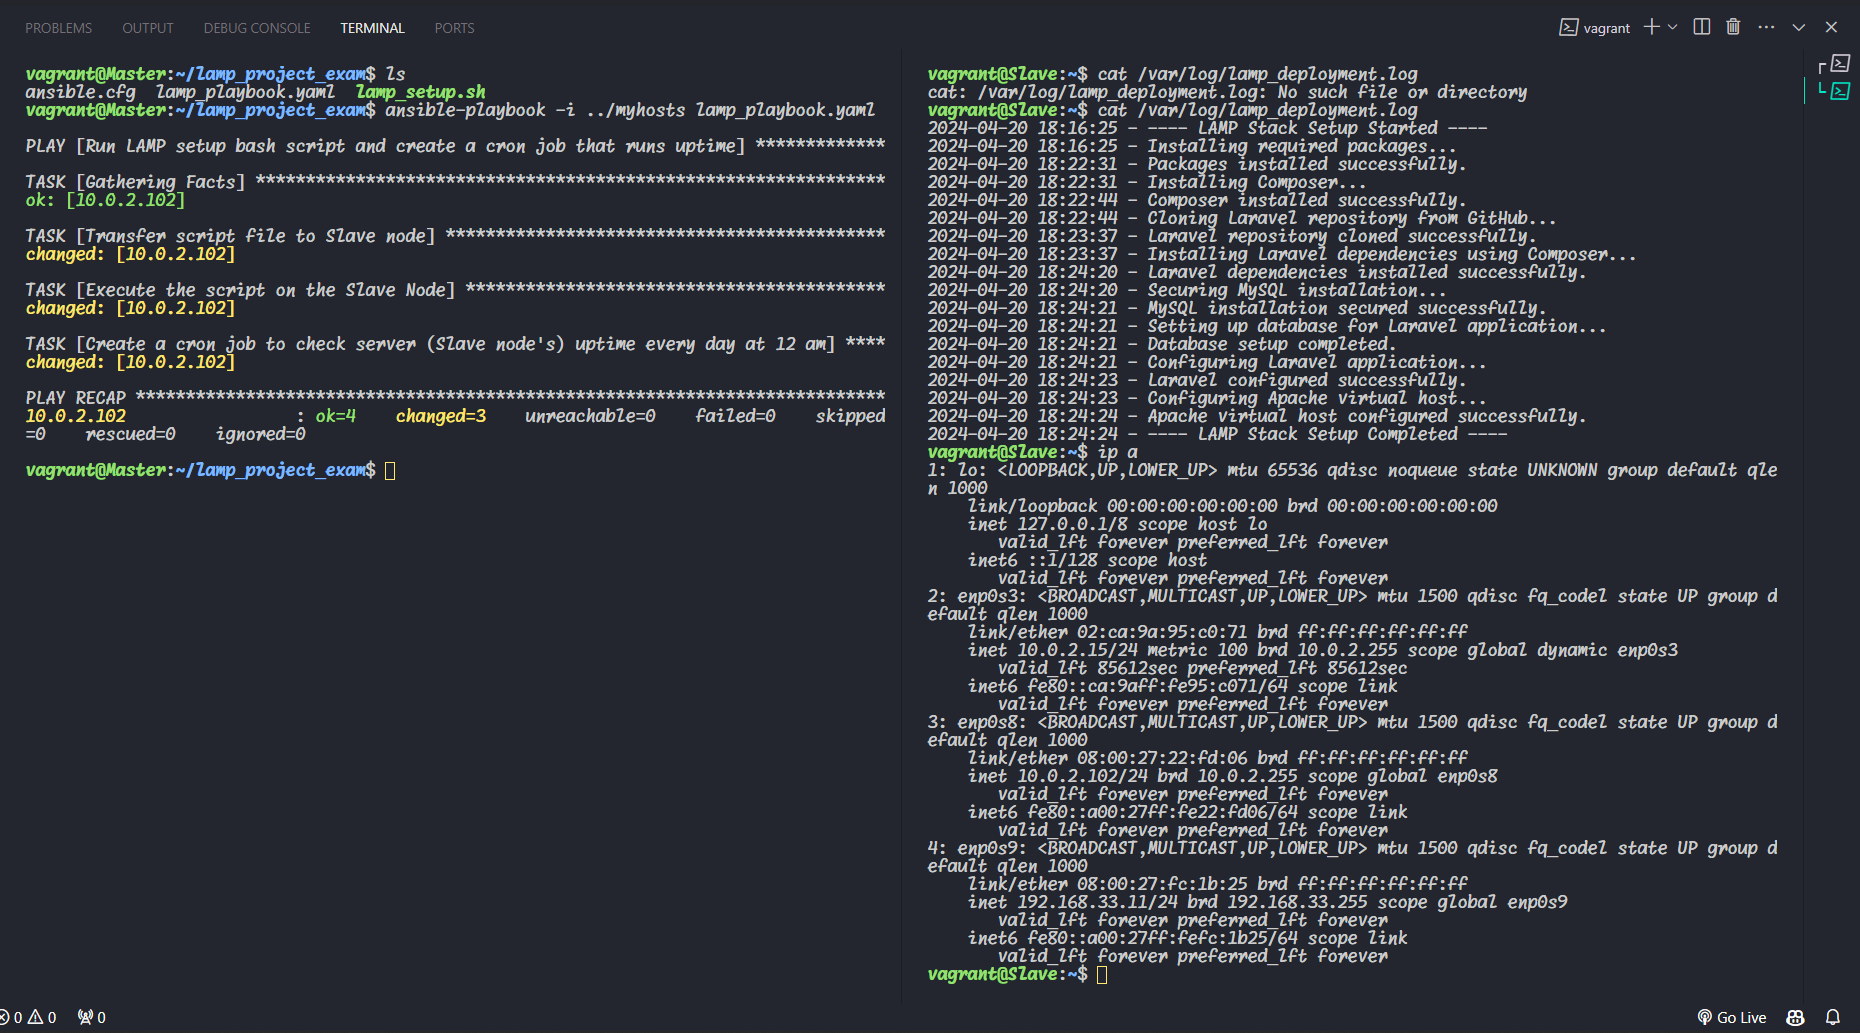 PROBLEMS OUTPUT DEBUG CONSOLE TERMINAL PORTS
vagrant
vagrant@Master:~/lamp_project_exam$ ls
ansible.cfg  lamp_playbook.yaml  lamp_setup.sh
vagrant@Master:~/lamp_project_exam$ ansible-playbook -i ../myhosts lamp_playbook.yaml
PLAY [Run LAMP setup bash script and create a cron job that runs uptime] *************
TASK [Gathering Facts] ***************************************************************
ok: [10.0.2.102]
TASK [Transfer script file to Slave node] ********************************************
changed: [10.0.2.102]
TASK [Execute the script on the Slave Node] ******************************************
changed: [10.0.2.102]
TASK [Create a cron job to check server (Slave node's) uptime every day at 12 am] ****
changed: [10.0.2.102]
PLAY RECAP ***************************************************************************
10.0.2.102                 : ok=4    changed=3    unreachable=0    failed=0    skipped
=0    rescued=0    ignored=0
vagrant@Master:~/lamp_project_exam$
vagrant@Slave:~$ cat /var/log/lamp_deployment.log
cat: /var/log/lamp_deployment.log: No such file or directory
vagrant@Slave:~$ cat /var/log/lamp_deployment.log
2024-04-20 18:16:25 - ---- LAMP Stack Setup Started ----
2024-04-20 18:16:25 - Installing required packages...
2024-04-20 18:22:31 - Packages installed successfully.
2024-04-20 18:22:31 - Installing Composer...
2024-04-20 18:22:44 - Composer installed successfully.
2024-04-20 18:22:44 - Cloning Laravel repository from GitHub...
2024-04-20 18:23:37 - Laravel repository cloned successfully.
2024-04-20 18:23:37 - Installing Laravel dependencies using Composer...
2024-04-20 18:24:20 - Laravel dependencies installed successfully.
2024-04-20 18:24:20 - Securing MySQL installation...
2024-04-20 18:24:21 - MySQL installation secured successfully.
2024-04-20 18:24:21 - Setting up database for Laravel application...
2024-04-20 18:24:21 - Database setup completed.
2024-04-20 18:24:21 - Configuring Laravel application...
2024-04-20 18:24:23 - Laravel configured successfully.
2024-04-20 18:24:23 - Configuring Apache virtual host...
2024-04-20 18:24:24 - Apache virtual host configured successfully.
2024-04-20 18:24:24 - ---- LAMP Stack Setup Completed ----
vagrant@Slave:~$ ip a
1: lo: <LOOPBACK,UP,LOWER_UP> mtu 65536 qdisc noqueue state UNKNOWN group default qle
n 1000
    link/loopback 00:00:00:00:00:00 brd 00:00:00:00:00:00
    inet 127.0.0.1/8 scope host lo
       valid_lft forever preferred_lft forever
    inet6 ::1/128 scope host
       valid_lft forever preferred_lft forever
2: enp0s3: <BROADCAST,MULTICAST,UP,LOWER_UP> mtu 1500 qdisc fq_codel state UP group d
efault qlen 1000
    link/ether 02:ca:9a:95:c0:71 brd ff:ff:ff:ff:ff:ff
    inet 10.0.2.15/24 metric 100 brd 10.0.2.255 scope global dynamic enp0s3
       valid_lft 85612sec preferred_lft 85612sec
    inet6 fe80::ca:9aff:fe95:c071/64 scope link
       valid_lft forever preferred_lft forever
3: enp0s8: <BROADCAST,MULTICAST,UP,LOWER_UP> mtu 1500 qdisc fq_codel state UP group d
efault qlen 1000
    link/ether 08:00:27:22:fd:06 brd ff:ff:ff:ff:ff:ff
    inet 10.0.2.102/24 brd 10.0.2.255 scope global enp0s8
       valid_lft forever preferred_lft forever
    inet6 fe80::a00:27ff:fe22:fd06/64 scope link
       valid_lft forever preferred_lft forever
4: enp0s9: <BROADCAST,MULTICAST,UP,LOWER_UP> mtu 1500 qdisc fq_codel state UP group d
efault qlen 1000
    link/ether 08:00:27:fc:1b:25 brd ff:ff:ff:ff:ff:ff
    inet 192.168.33.11/24 brd 192.168.33.255 scope global enp0s9
       valid_lft forever preferred_lft forever
    inet6 fe80::a00:27ff:fefc:1b25/64 scope link
       valid_lft forever preferred_lft forever
vagrant@Slave:~$
0 0 0 Go Live